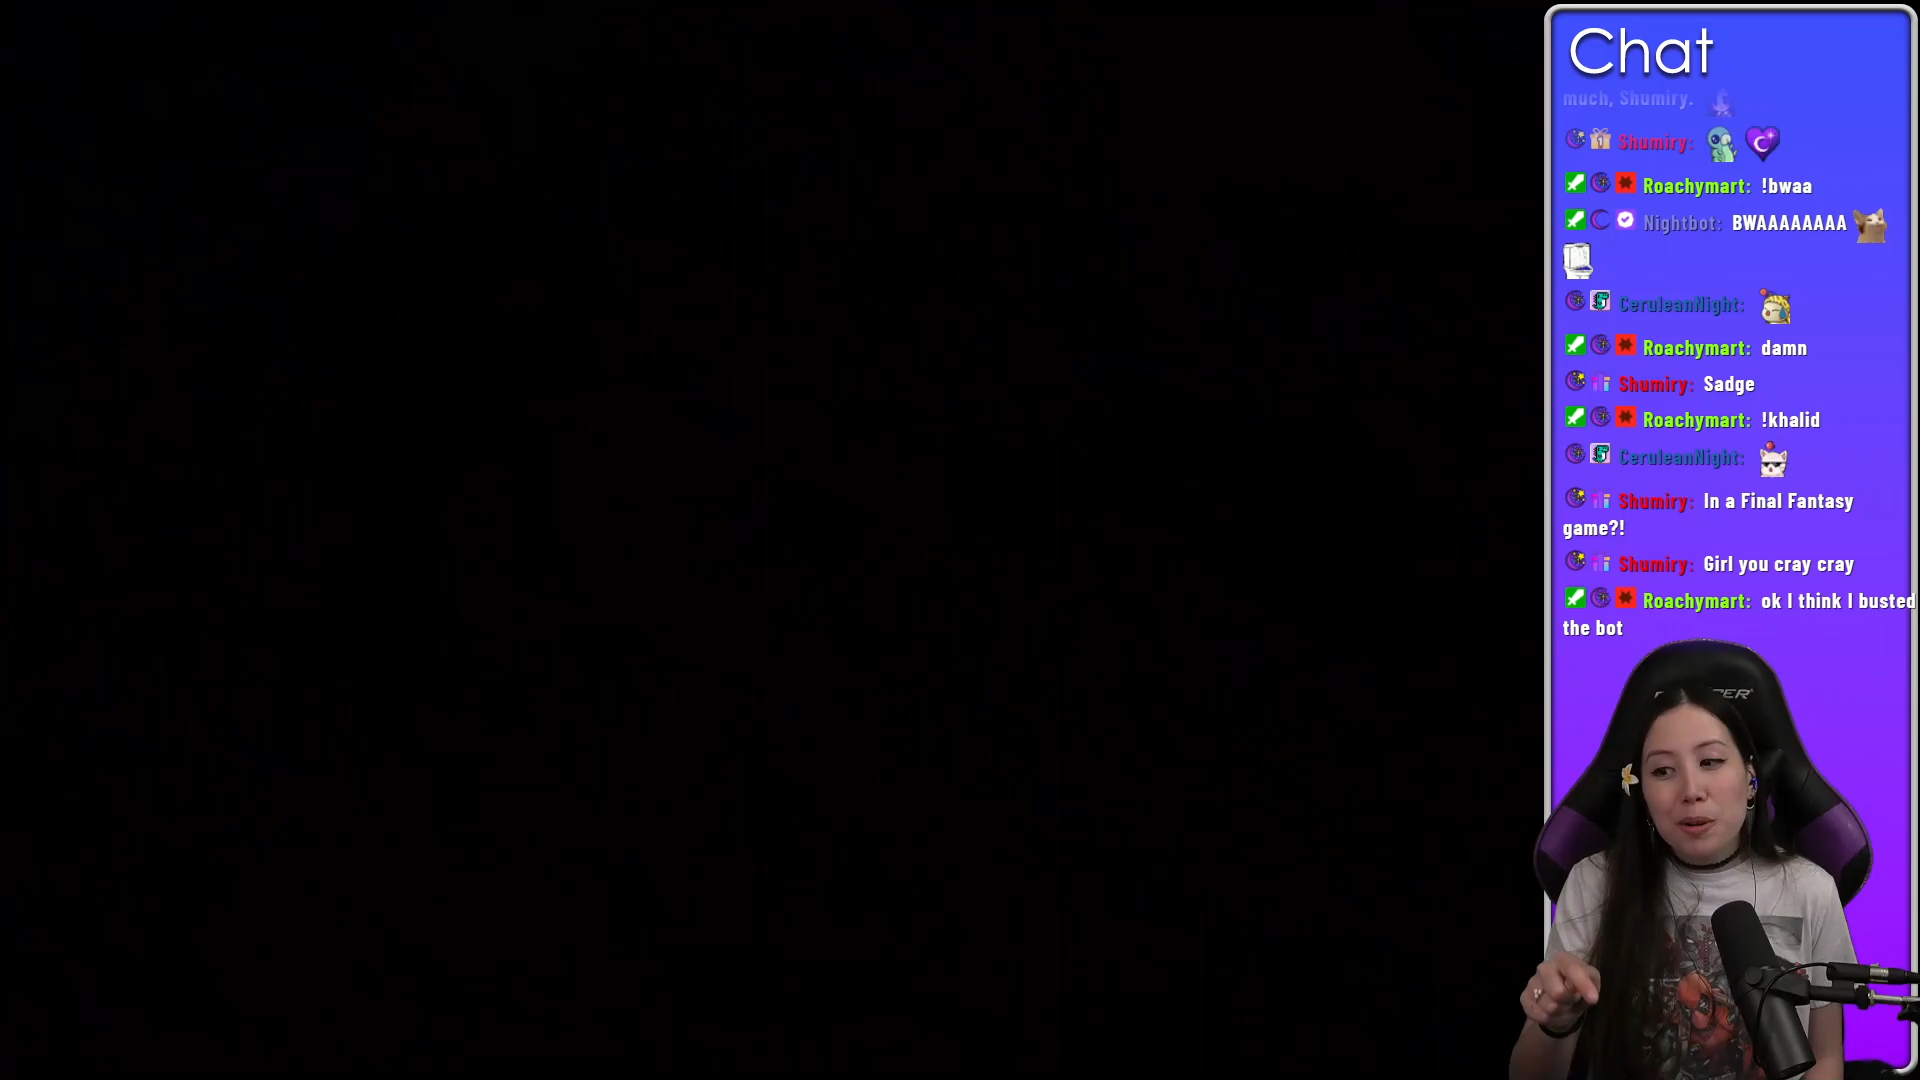 Chat
much, Shumiry.
Shumiry:
Roachymart: !bwaa
Nightbot: BWAAAAAAAA
CeruleanNight:
Roachymart: damn
Shumiry: Sadge
Roachymart: !khalid
CeruleanNight:
Shumiry: In a Final Fantasy
game?!
Shumiry: Girl you cray cray
Roachymart: ok I think I busted
the bot